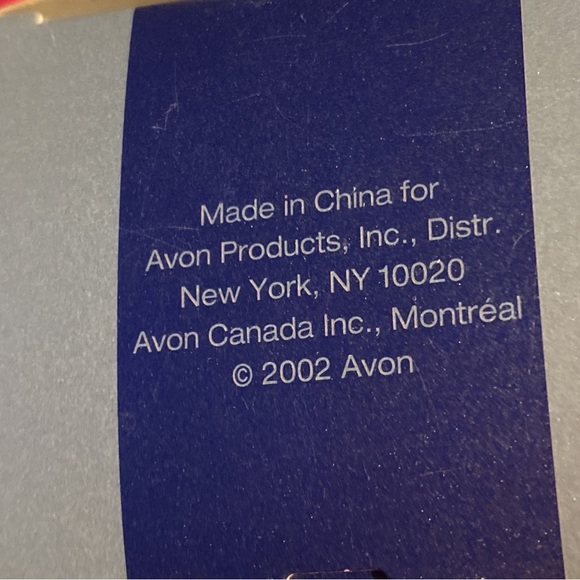 Made in China for
Avon Products, Inc., Distr.
New York, NY 10020
Avon Canada Inc., Montréal
© 2002 Avon